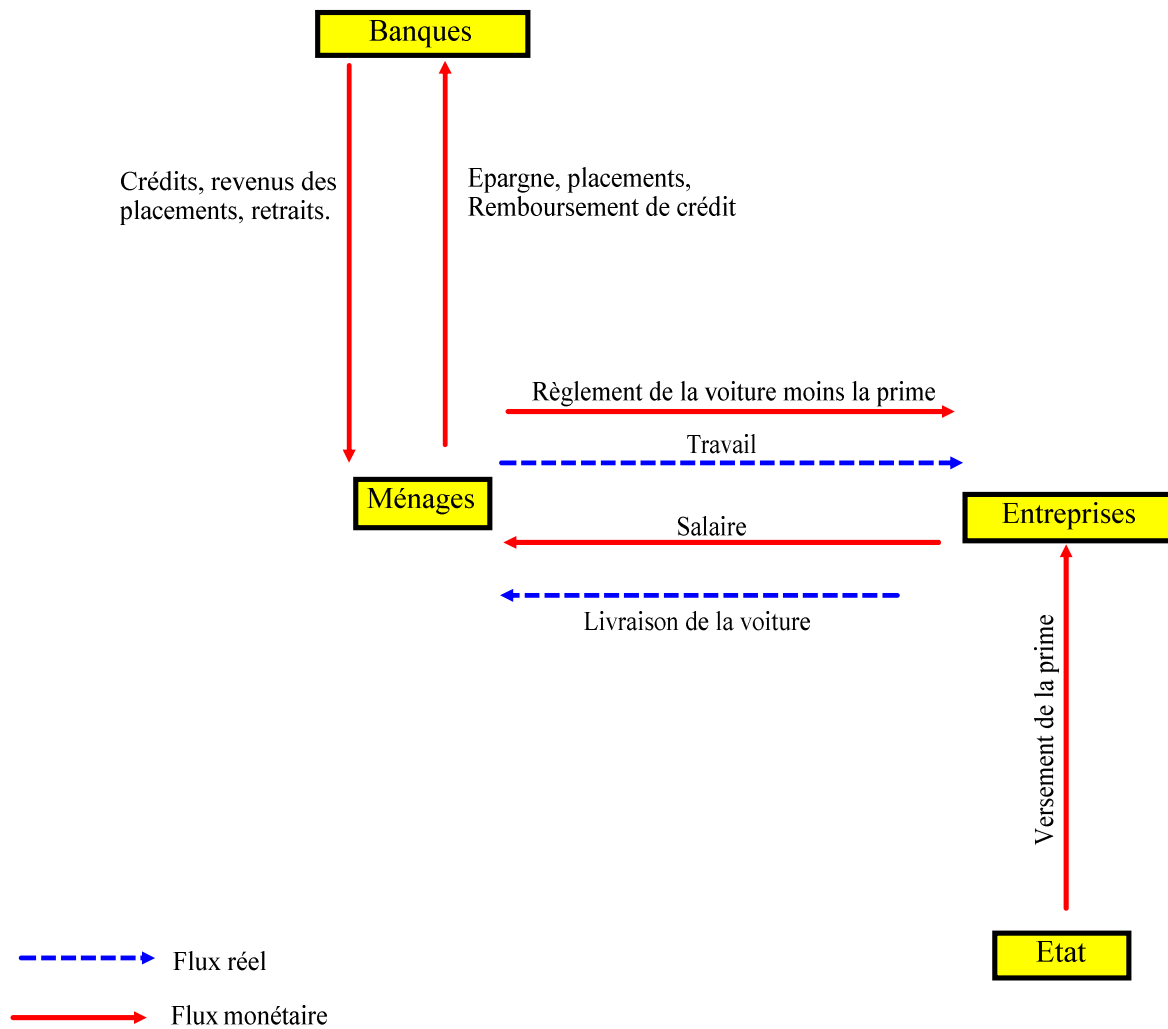 Banques
Crédits, revenus des
placements, retraits.
Epargne, placements,
Remboursement de crédit
Règlement de la voiture moins la prime
Travail
Ménages
Entreprises
Salaire
Livraison de la voiture
Versement de la prime
Etat
Flux réel
Flux monétaire